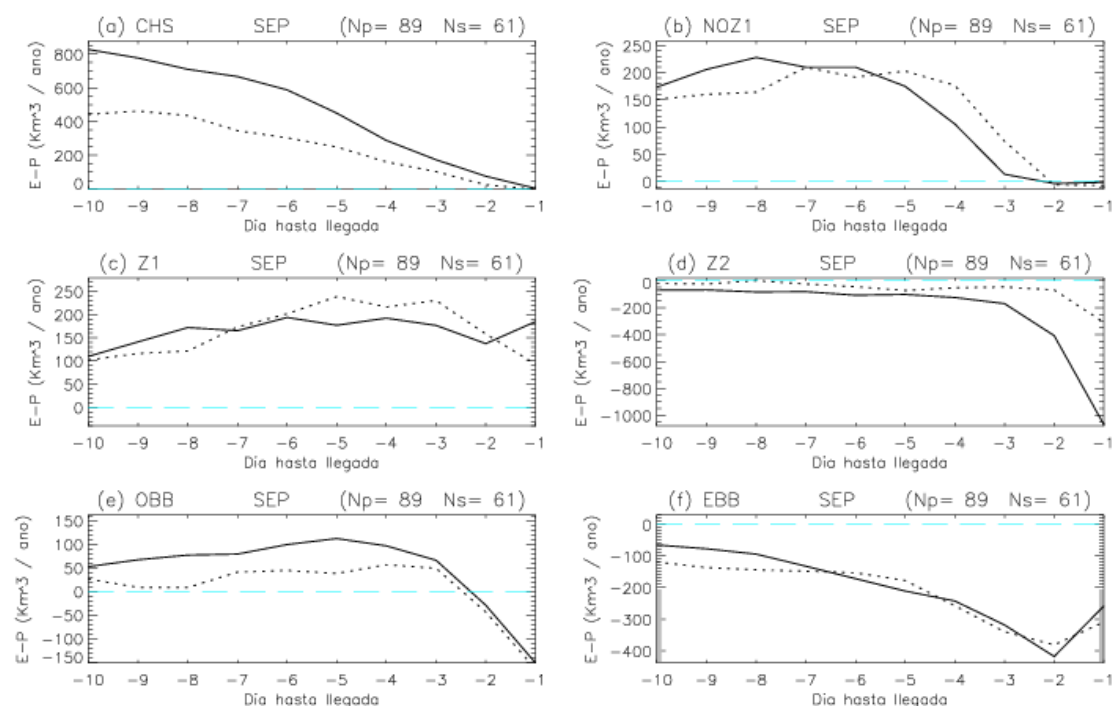 (a) CHS SEP (Np= 89 Ns= 61)
E-P (Km^3 / ano)
800
600
400
200
0
-10 -9 -8 -7 -6 -5 -4 -3 -2 -1
Dia hasta llegada
(b) NOZ1 SEP (Np= 89 Ns= 61)
E-P (Km^3 / ano)
250
200
150
100
50
0
-10 -9 -8 -7 -6 -5 -4 -3 -2 -1
Dia hasta llegada
(c) Z1 SEP (Np= 89 Ns= 61)
E-P (Km^3 / ano)
250
200
150
100
50
0
-10 -9 -8 -7 -6 -5 -4 -3 -2 -1
Dia hasta llegada
(d) Z2 SEP (Np= 89 Ns= 61)
E-P (Km^3 / ano)
0
-200
-400
-600
-800
-1000
-10 -9 -8 -7 -6 -5 -4 -3 -2 -1
Dia hasta llegada
(e) OBB SEP (Np= 89 Ns= 61)
E-P (Km^3 / ano)
150
100
50
0
-50
-100
-150
-10 -9 -8 -7 -6 -5 -4 -3 -2 -1
Dia hasta llegada
(f) EBB SEP (Np= 89 Ns= 61)
E-P (Km^3 / ano)
0
-100
-200
-300
-400
-10 -9 -8 -7 -6 -5 -4 -3 -2 -1
Dia hasta llegada